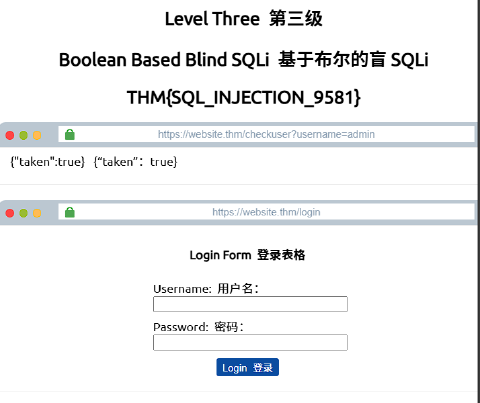 Level Three 第三级
Boolean Based Blind SQLi 基于布尔的盲 SQLi
THM{SQL_INJECTION_9581}
https://website.thm/checkuser?username=admin
{"taken":true} {“taken”：true}
https://website.thm/login
Login Form 登录表格
Username: 用户名：
Password: 密码：
Login 登录